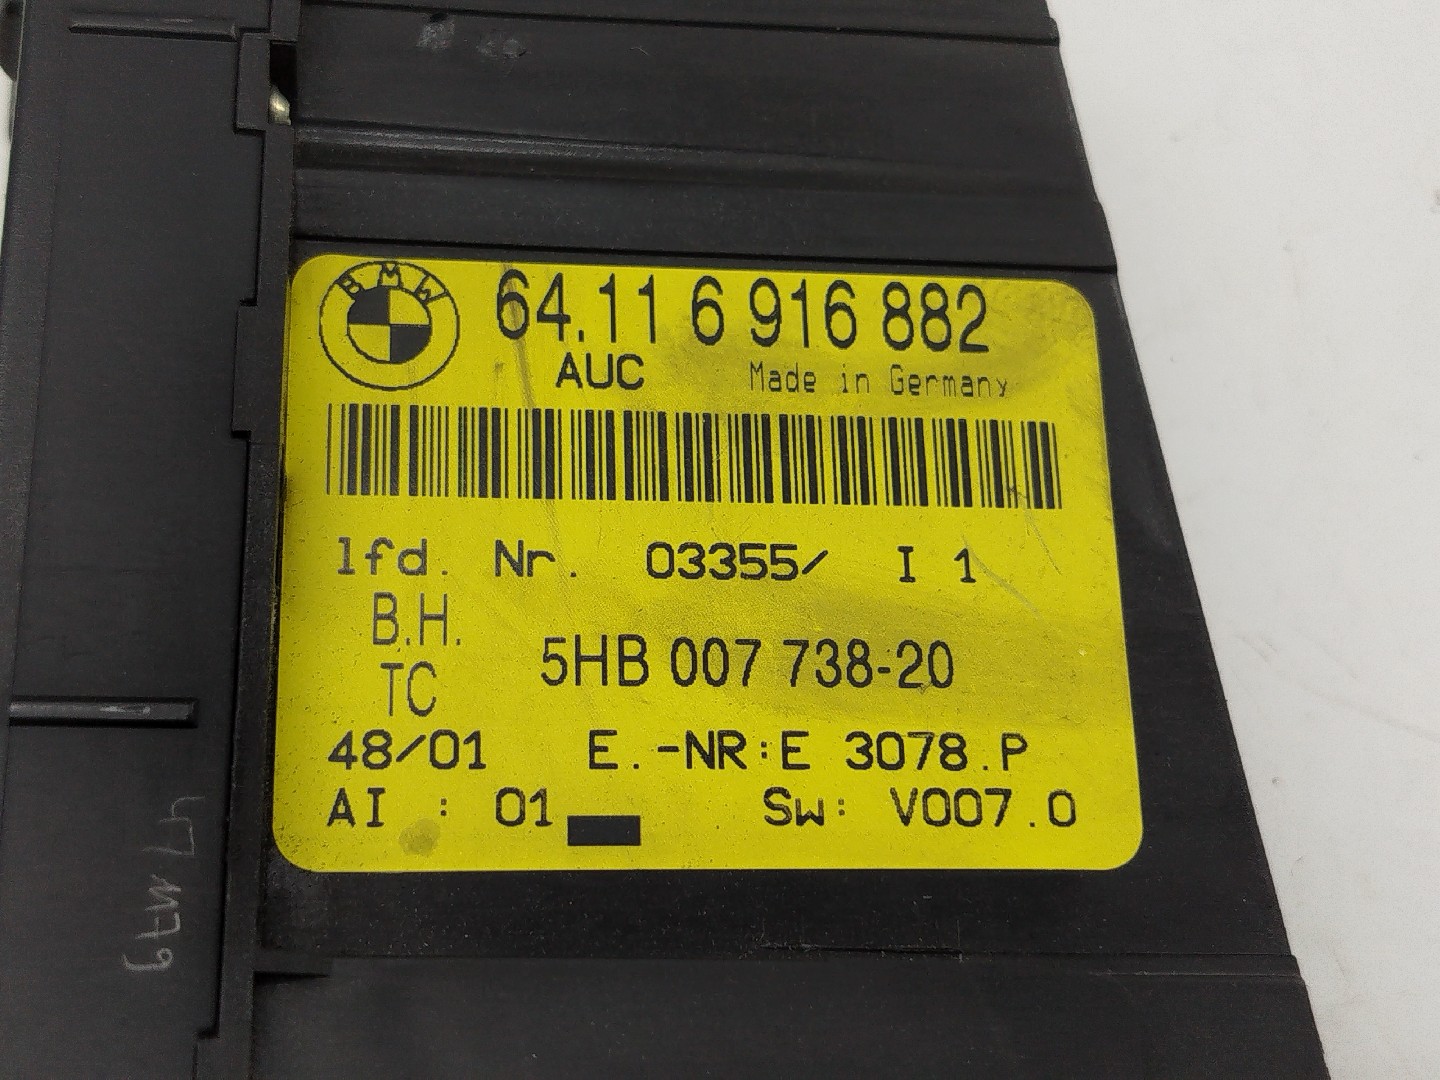 BMW 64.11 6 916 882
AUC Made in Germany
lfd. Nr. 03355/ I 1
B.H.
TC 5HB 007 738-20
48/01 E.-NR:E 3078.P
AI : 01 Sw: V007.0